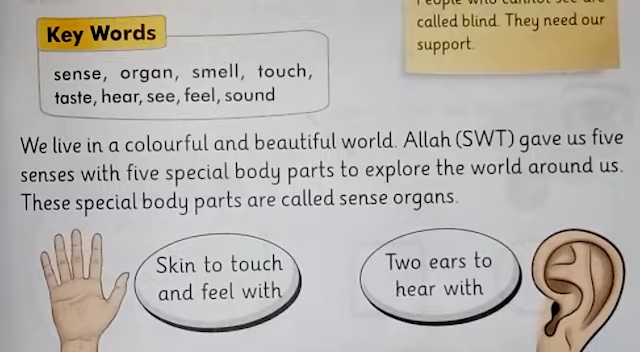 People who cannot see are
called blind. They need our
support.
Key Words
sense, organ, smell, touch,
taste, hear, see, feel, sound
We live in a colourful and beautiful world. Allah (SWT) gave us five
senses with five special body parts to explore the world around us.
These special body parts are called sense organs.
Skin to touch
and feel with
Two ears to
hear with